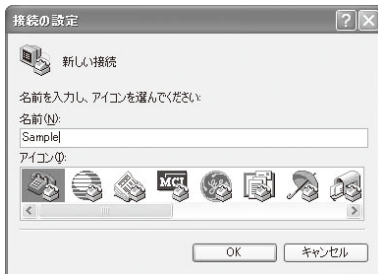 接続の設定
新しい接続
名前を入力し、アイコンを選んでください:
名前(N):
Sample
アイコン(I):
MCI
OK
キャンセル